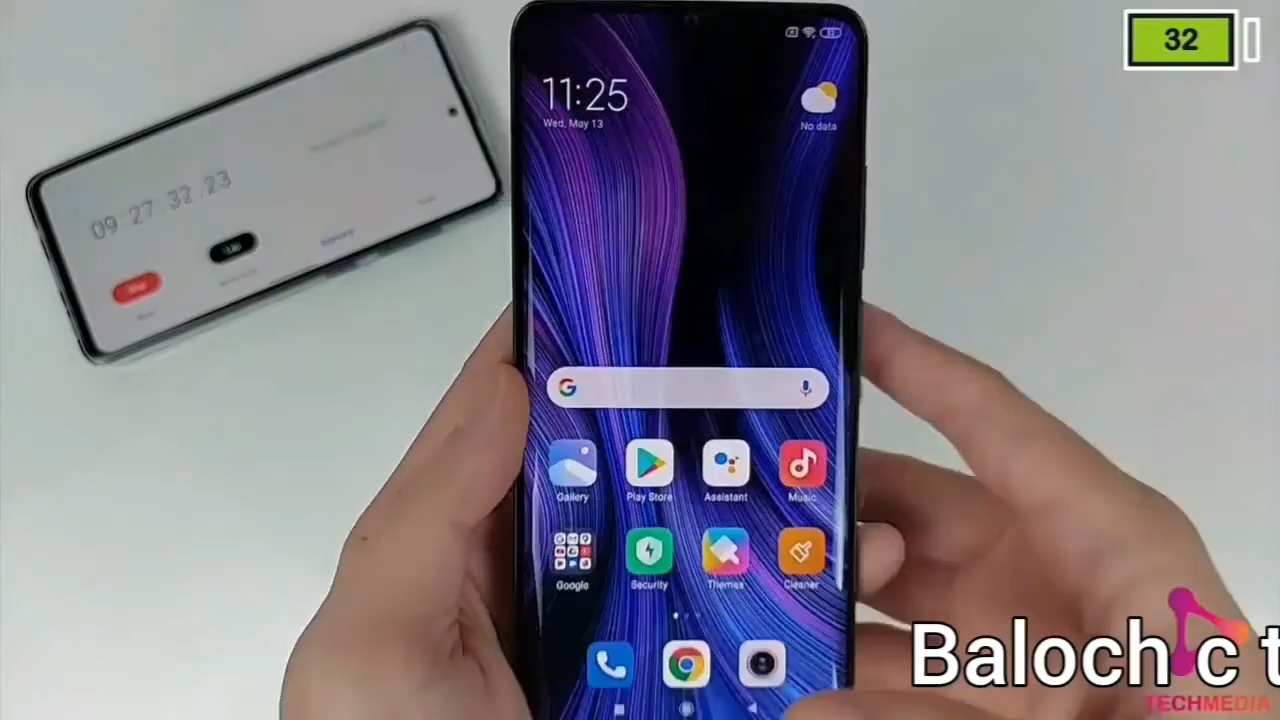 32
11:25
Wed, May 13
No data
09 27 32 . 23
Gallery
Play Store
Assistant
Music
Google
Security
Themes
Cleaner
Baloch c t
TECHMEDIA